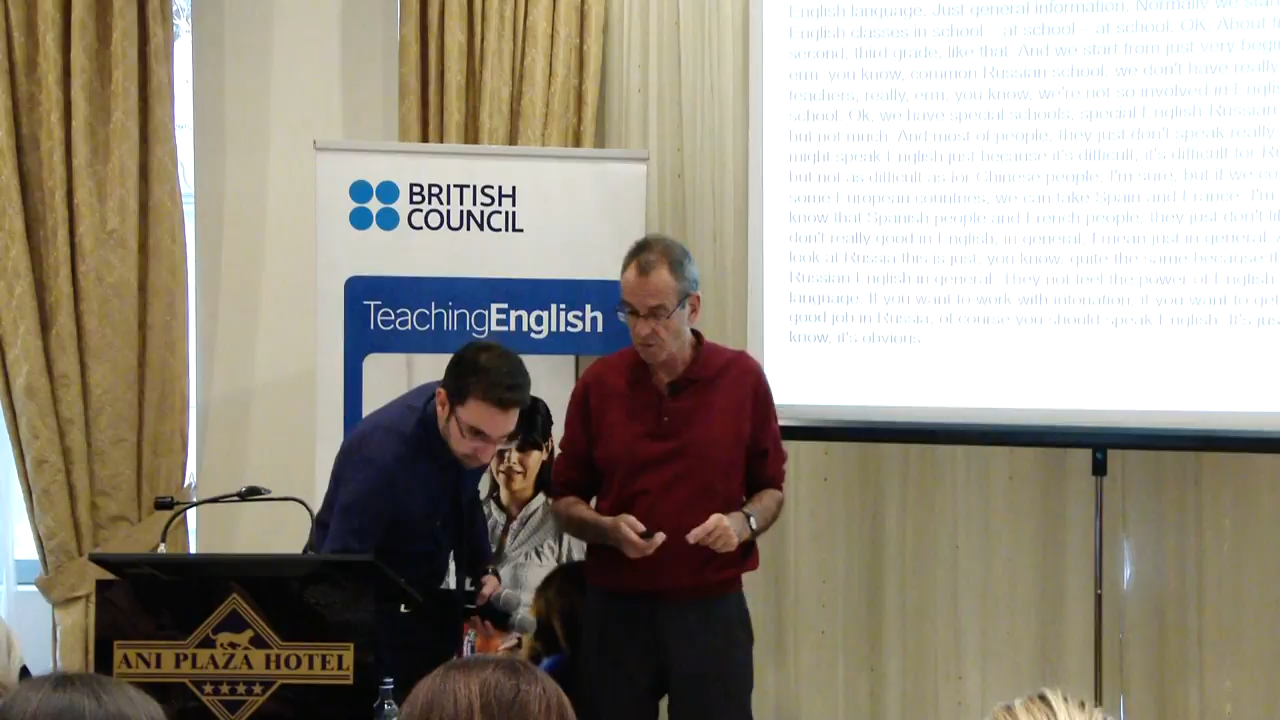 BRITISH
COUNCIL
TeachingEnglish
ANI PLAZA HOTEL
English language. Just general information. Normally we start
English classes in school – at school – at school. OK. About
second, third grade, like that. And we start from just very
erm, you know, common Russian school, we don't have really
teachers, really, erm, you know, we're not so involved in
school. Ok, we have special schools, special English-Russian
but not much. And most of people, they just don't speak really
might speak English just because it's difficult, it's difficult for
but not as difficult as for Chinese people, I'm sure, but if we
some European countries, we can take Spain and France. I'm
know that Spanish people and French people, they just don't
don't really good in English, in general. I mean just in general.
look at Russia this is just, you know, quite the same because
Russian English in general. They not feel the power of English
language. If you want to work with abroad or if you want to get
good job in Russia, of course you should speak English. It's
know, it's obvious.